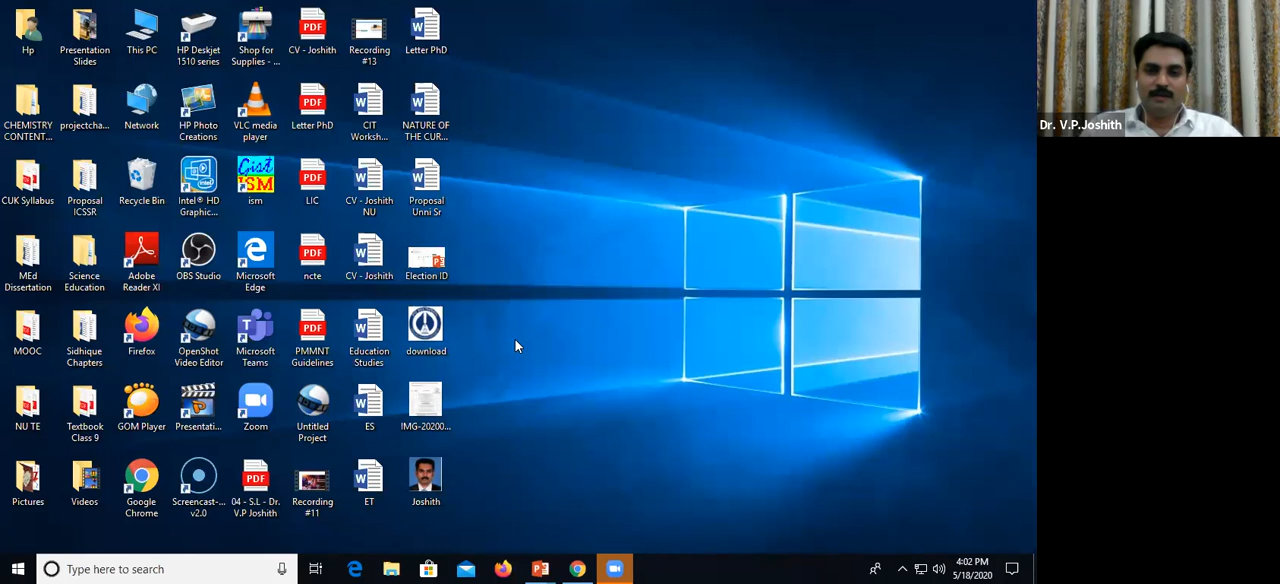 Hp
Presentation
Slides
This PC
HP Deskjet
1510 series
Shop for
Supplies - ...
PDF
CV - Joshith
Recording
#13
W
Letter PhD
CHEMISTRY
CONTENT...
projectcha...
Network
HP Photo
Creations
VLC media
player
PDF
Letter PhD
W
CIT
Worksh...
W
NATURE OF
THE CUR...
CUK Syllabus
Proposal
ICSSR
Recycle Bin
intel
Intel® HD
Graphic...
Gist
ISM
ism
PDF
LIC
W
CV - Joshith
NU
W
Proposal
Unni Sr
MEd
Dissertation
Science
Education
Adobe
Reader XI
OBS Studio
Microsoft
Edge
PDF
ncte
W
CV - Joshith
Election ID
MOOC
Sidhique
Chapters
Firefox
OpenShot
Video Editor
T
Microsoft
Teams
PDF
PMMNT
Guidelines
W
Education
Studies
download
NU TE
Textbook
Class 9
GOM Player
Presentati...
Zoom
Untitled
Project
W
ES
IMG-20200...
Pictures
Videos
Google
Chrome
Screencast-...
v2.0
PDF
04 - S.L - Dr.
V.P Joshith
Recording
#11
W
ET
Joshith
Dr. V.P.Joshith
Type here to search
4:02 PM
5/18/2020